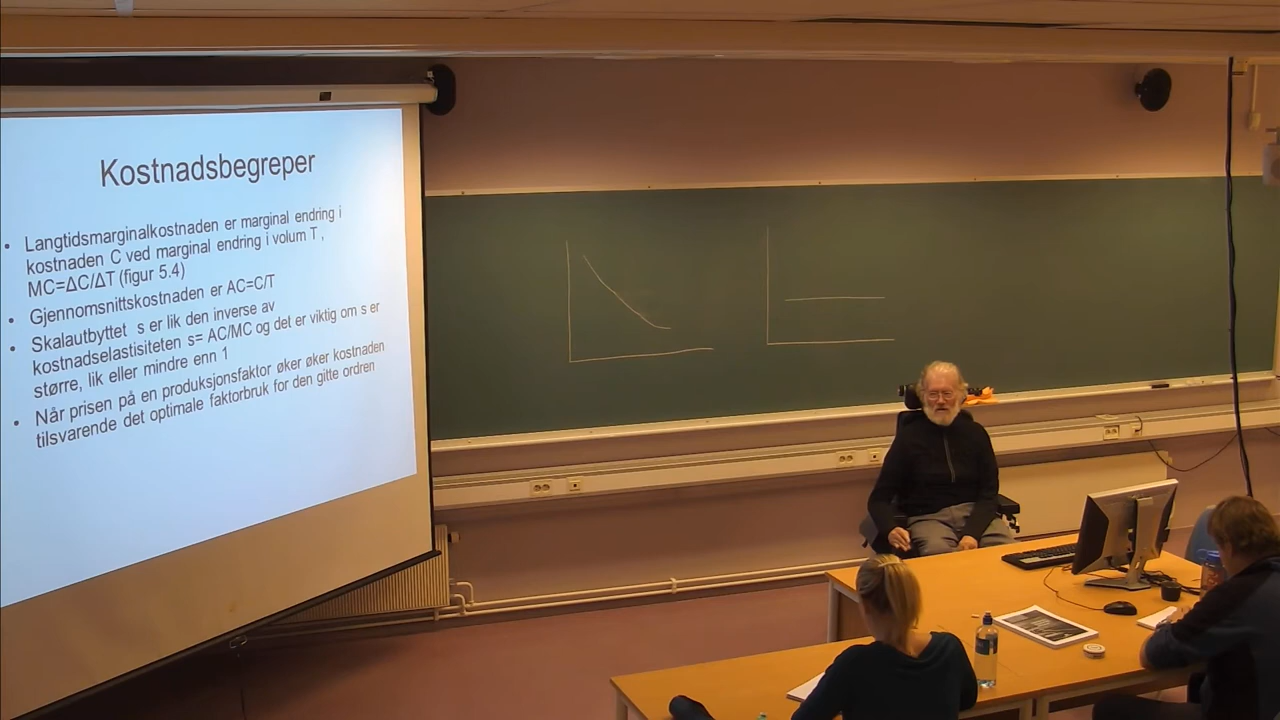 Kostnadsbegreper
• Langtidsmarginalkostnaden er marginal endring i
kostnaden C ved marginal endring i volum T ,
MC=ΔC/ΔT (figur 5.4)
• Gjennomsnittskostnaden er AC=C/T
• Skalautbyttet s er lik den inverse av
kostnadselastisiteten s= AC/MC og det er viktig om s er
større, lik eller mindre enn 1
• Når prisen på en produksjonsfaktor øker øker kostnaden
tilsvarende det optimale faktorbruk for den gitte ordren